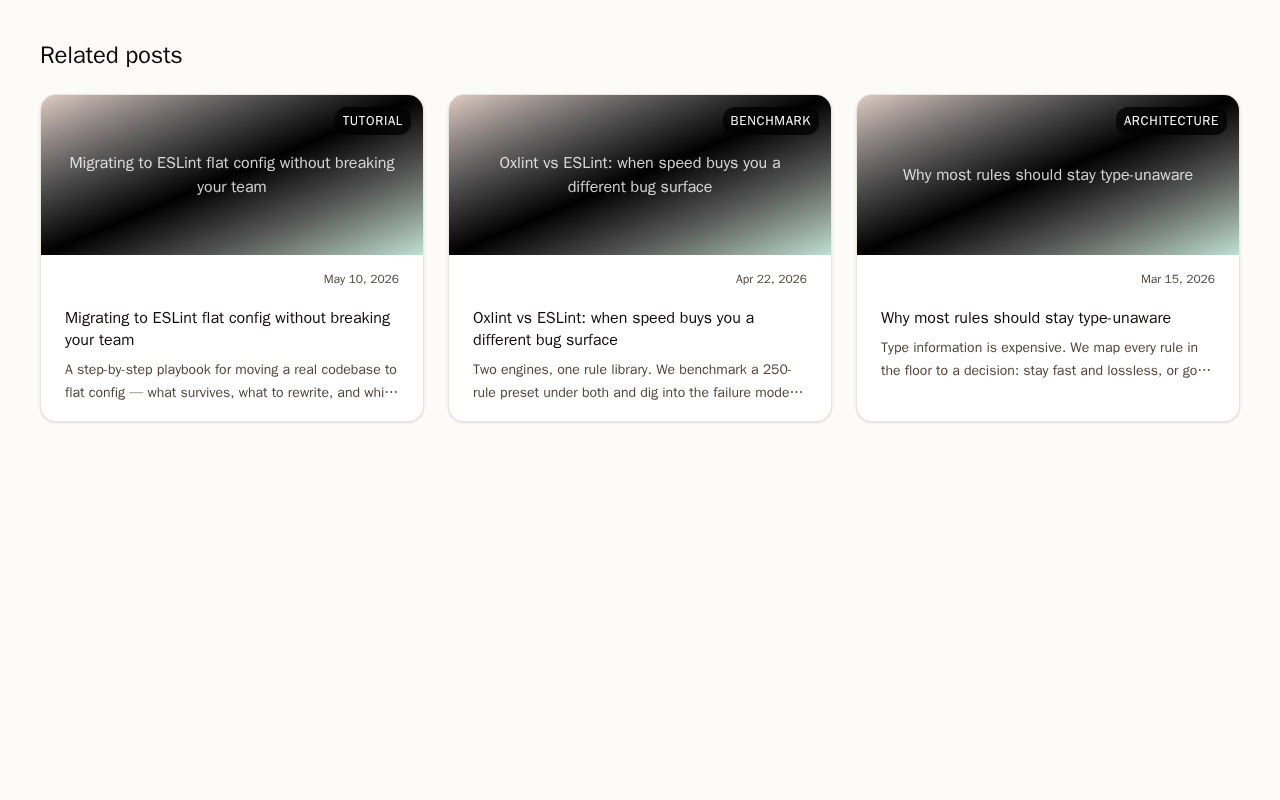 Related posts
TUTORIAL
Migrating to ESLint flat config without breaking
your team
May 10, 2026
Migrating to ESLint flat config without breaking
your team
A step-by-step playbook for moving a real codebase to
flat config — what survives, what to rewrite, and whi…
BENCHMARK
Oxlint vs ESLint: when speed buys you a
different bug surface
Apr 22, 2026
Oxlint vs ESLint: when speed buys you a
different bug surface
Two engines, one rule library. We benchmark a 250-
rule preset under both and dig into the failure mode…
ARCHITECTURE
Why most rules should stay type-unaware
Mar 15, 2026
Why most rules should stay type-unaware
Type information is expensive. We map every rule in
the floor to a decision: stay fast and lossless, or go…